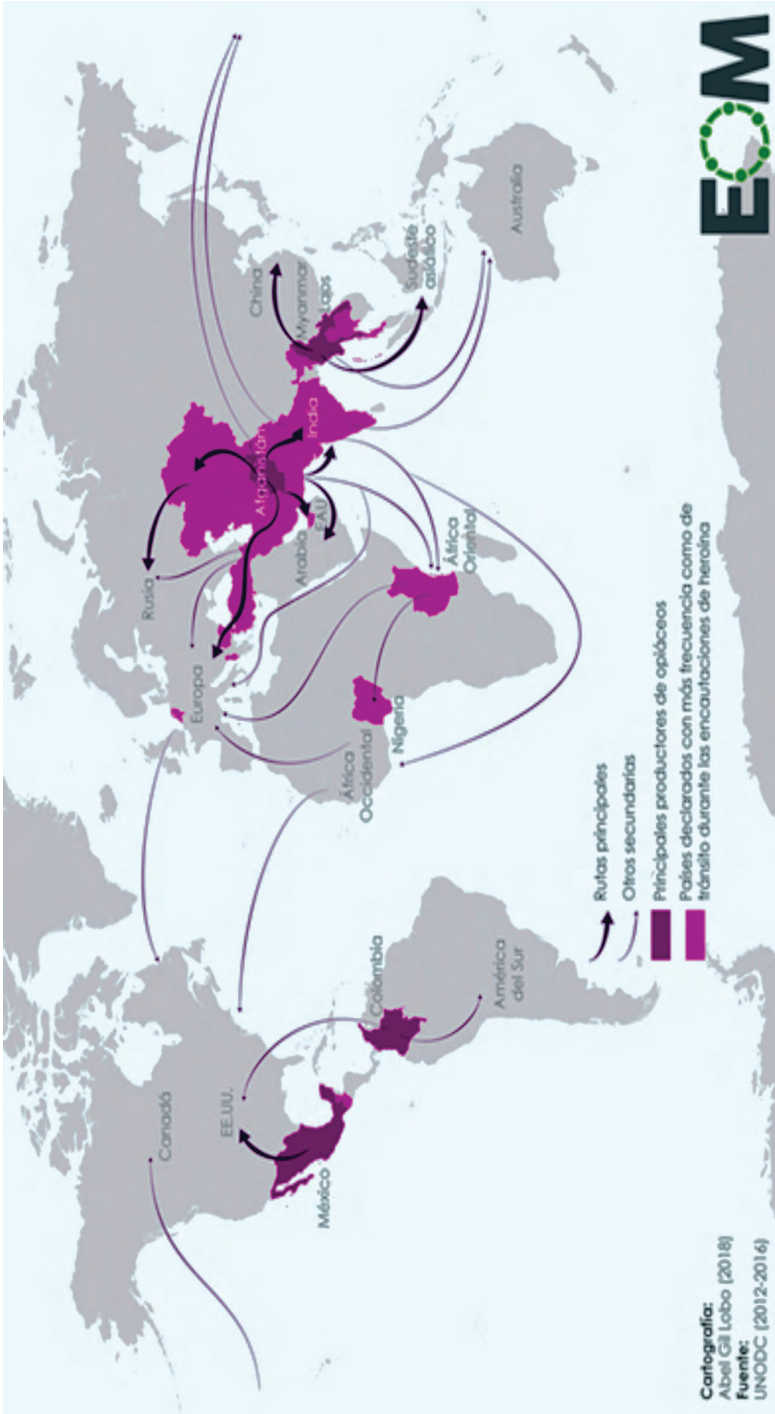 Canadá
EE.UU.
México
Colombia
América
del Sur
Europa
Rusia
África
Occidental
Nigeria
África
Oriental
Arabia
EAU
Afganistán
India
China
Myanmar
Laos
Sudeste
asiático
Australia
Rutas principales
Otros secundarias
Principales productores de opiáceos
Países declarados con más frecuencia como de
tránsito durante las encautaciones de heroína
Cartografía:
Abel Gil Lobo (2018)
Fuente:
UNODC (2012-2016)
EOM